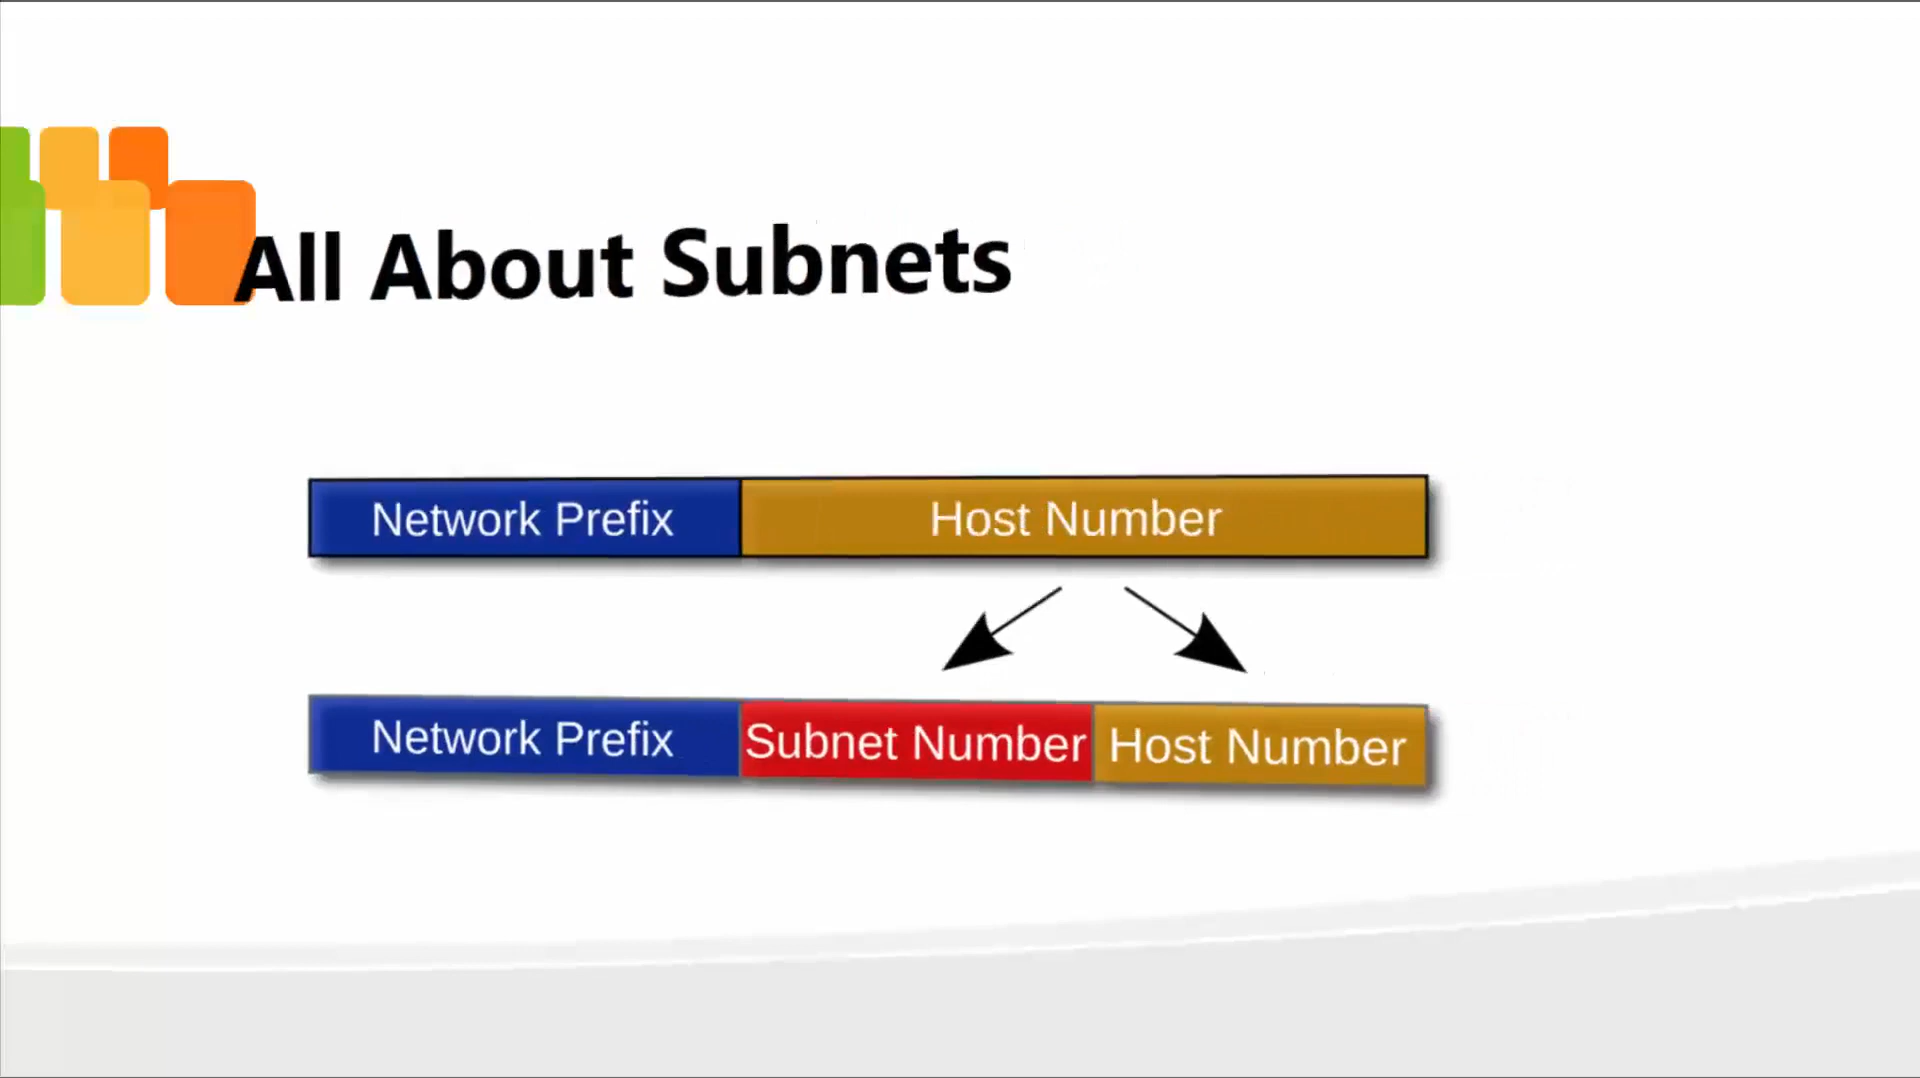 All About Subnets
Network Prefix Host Number
Network Prefix Subnet Number Host Number